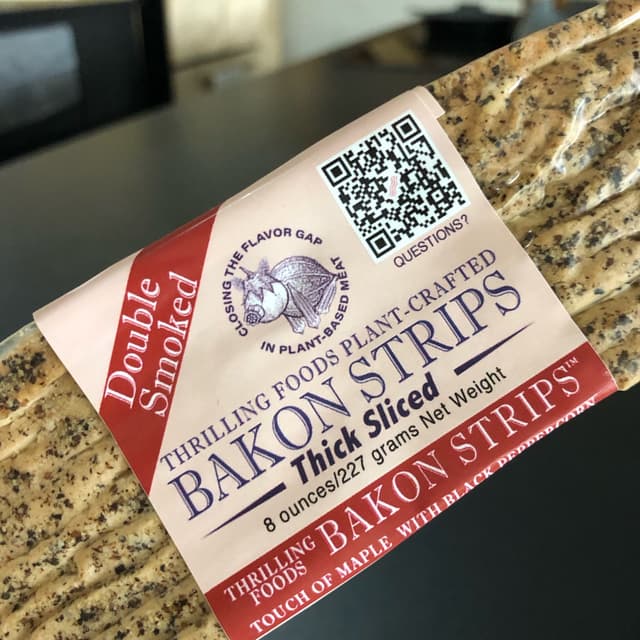 Double
Smoked
CLOSING THE FLAVOR GAP
IN PLANT-BASED MEAT
QUESTIONS?
THRILLING FOODS PLANT-CRAFTED
BAKON STRIPS
Thick Sliced
8 ounces/227 grams Net Weight
THRILLING
FOODS
BAKON STRIPS™
TOUCH OF MAPLE WITH BLACK PEPPERCORN